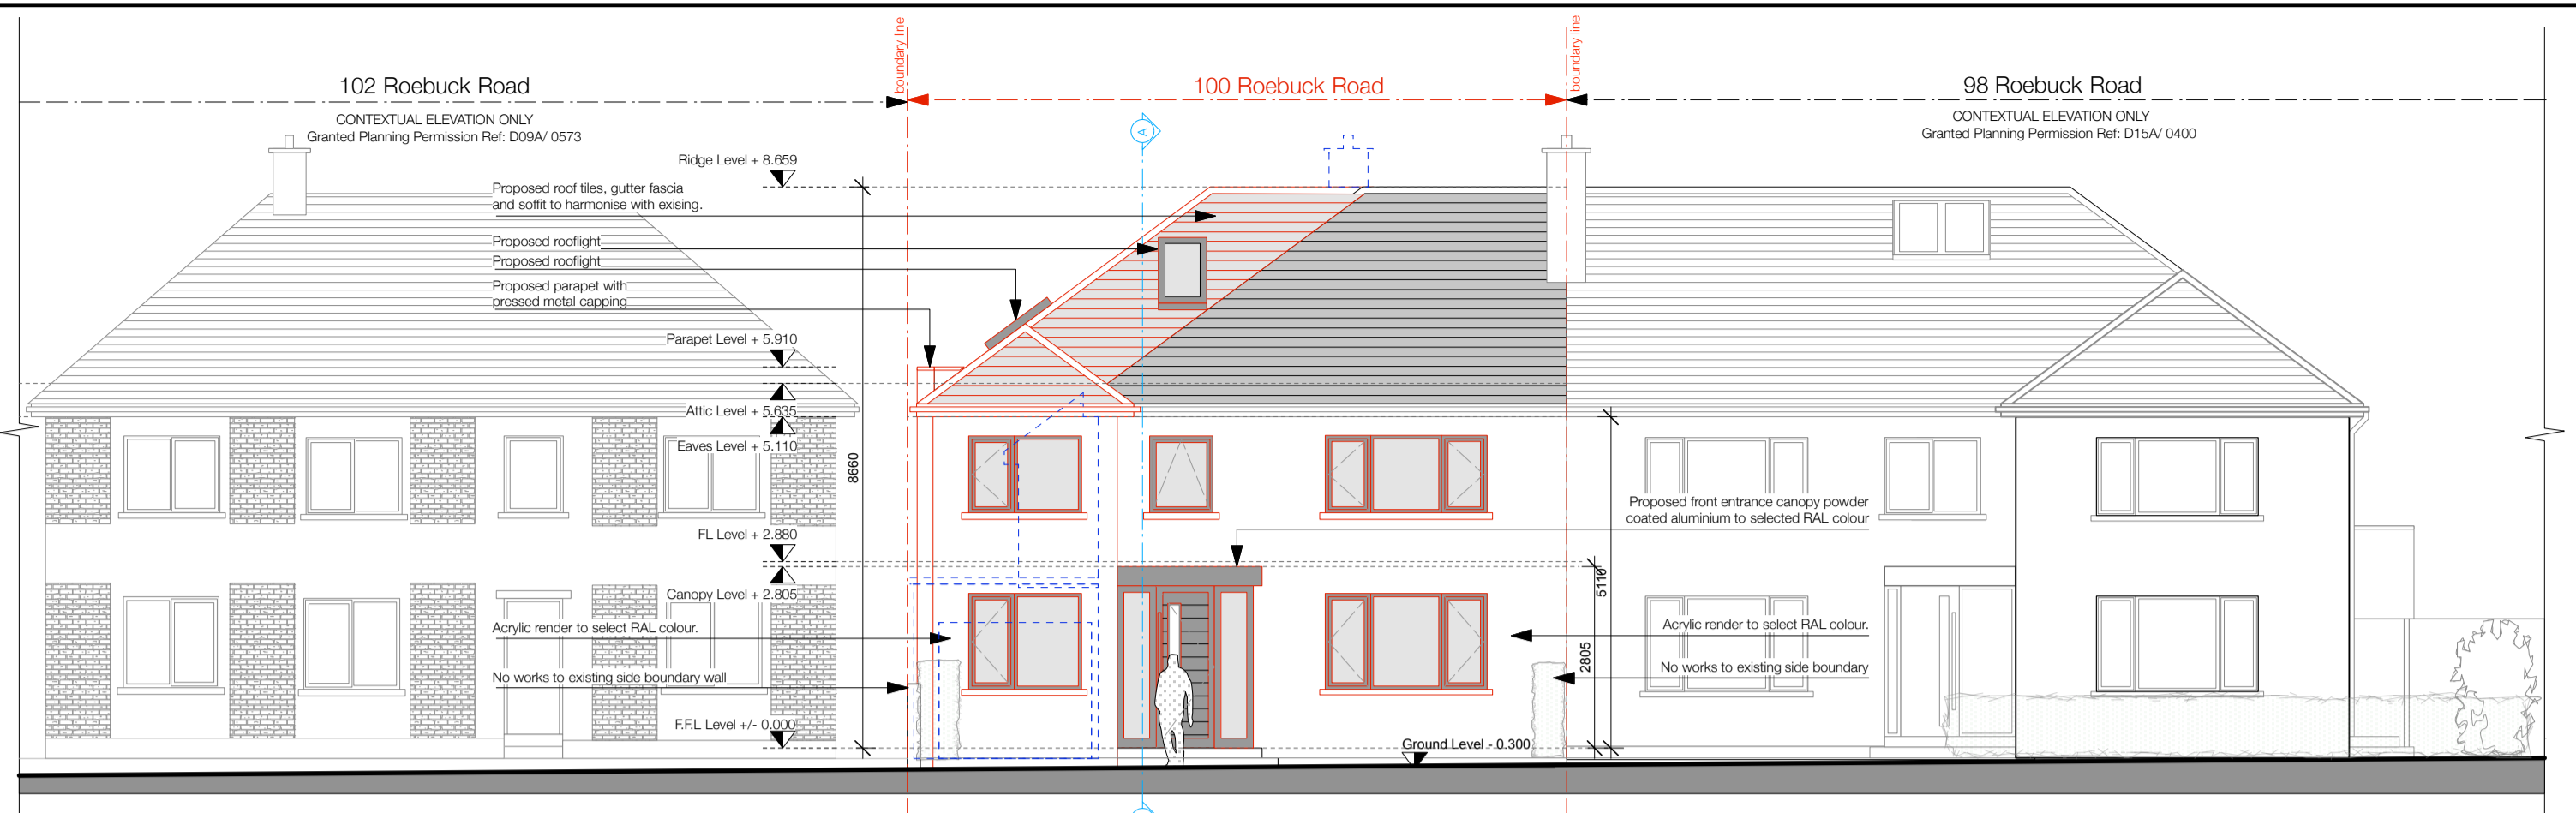 boundary line
boundary line
102 Roebuck Road
100 Roebuck Road
98 Roebuck Road
CONTEXTUAL ELEVATION ONLY
Granted Planning Permission Ref: D09A/ 0573
CONTEXTUAL ELEVATION ONLY
Granted Planning Permission Ref: D15A/ 0400
A
Ridge Level + 8.659
Proposed roof tiles, gutter fascia
and soffit to harmonise with exising.
Proposed rooflight
Proposed rooflight
Proposed parapet with
pressed metal capping
Parapet Level + 5.910
Attic Level + 5.635
Eaves Level + 5.110
8660
Proposed front entrance canopy powder
coated aluminium to selected RAL colour
FL Level + 2.880
5110
Canopy Level + 2.805
Acrylic render to select RAL colour.
Acrylic render to select RAL colour.
2805
No works to existing side boundary wall
No works to existing side boundary
F.F.L Level +/- 0.000
Ground Level - 0.300